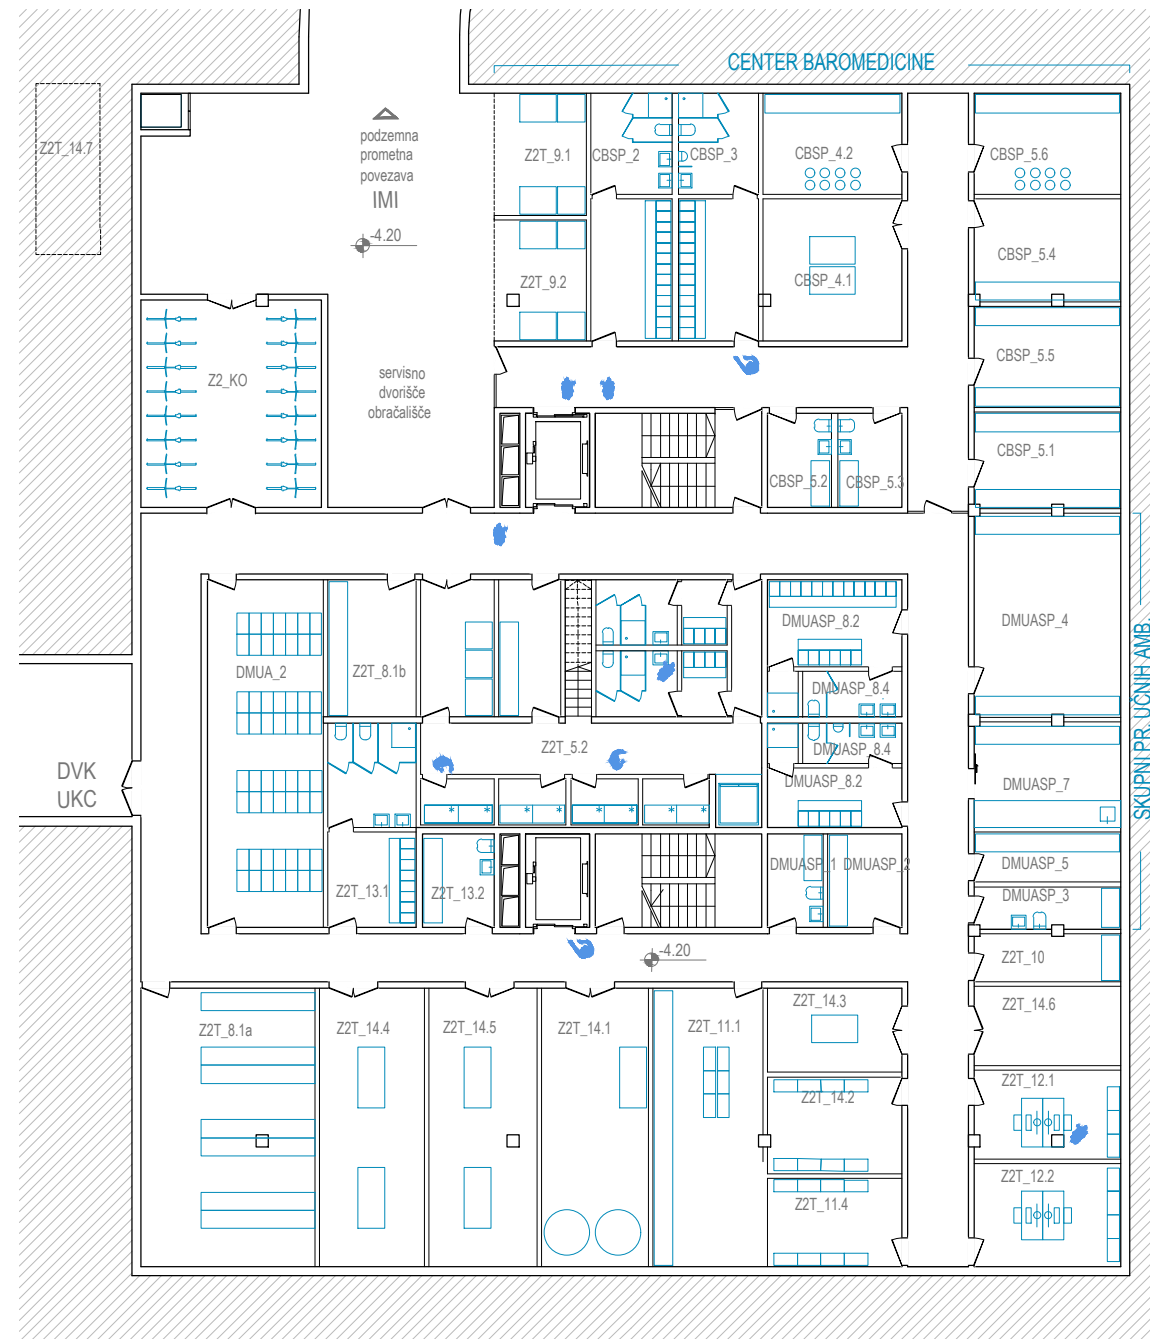 CENTER BAROMEDICINE
Z2T_14.7
podzemna
prometna
povezava
IMI
-4.20
Z2T_9.1
CBSP_2
CBSP_3
CBSP_4.2
CBSP_5.6
Z2T_9.2
CBSP_4.1
CBSP_5.4
Z2_KO
servisno
dvorišče
obračališče
CBSP_5.5
CBSP_5.1
CBSP_5.2
CBSP_5.3
DMUA_2
Z2T_8.1b
DMUASP_8.2
DMUASP_4
DMUASP_8.4
SKUPNI PR. UČNIH AMB.
Z2T_5.2
DMUASP_8.4
DVK
UKC
DMUASP_8.2
DMUASP_7
Z2T_13.1
Z2T_13.2
DMUASP_1
DMUASP_2
DMUASP_5
DMUASP_3
-4.20
Z2T_10
Z2T_8.1a
Z2T_14.4
Z2T_14.5
Z2T_14.1
Z2T_11.1
Z2T_14.3
Z2T_14.6
Z2T_14.2
Z2T_12.1
Z2T_11.4
Z2T_12.2